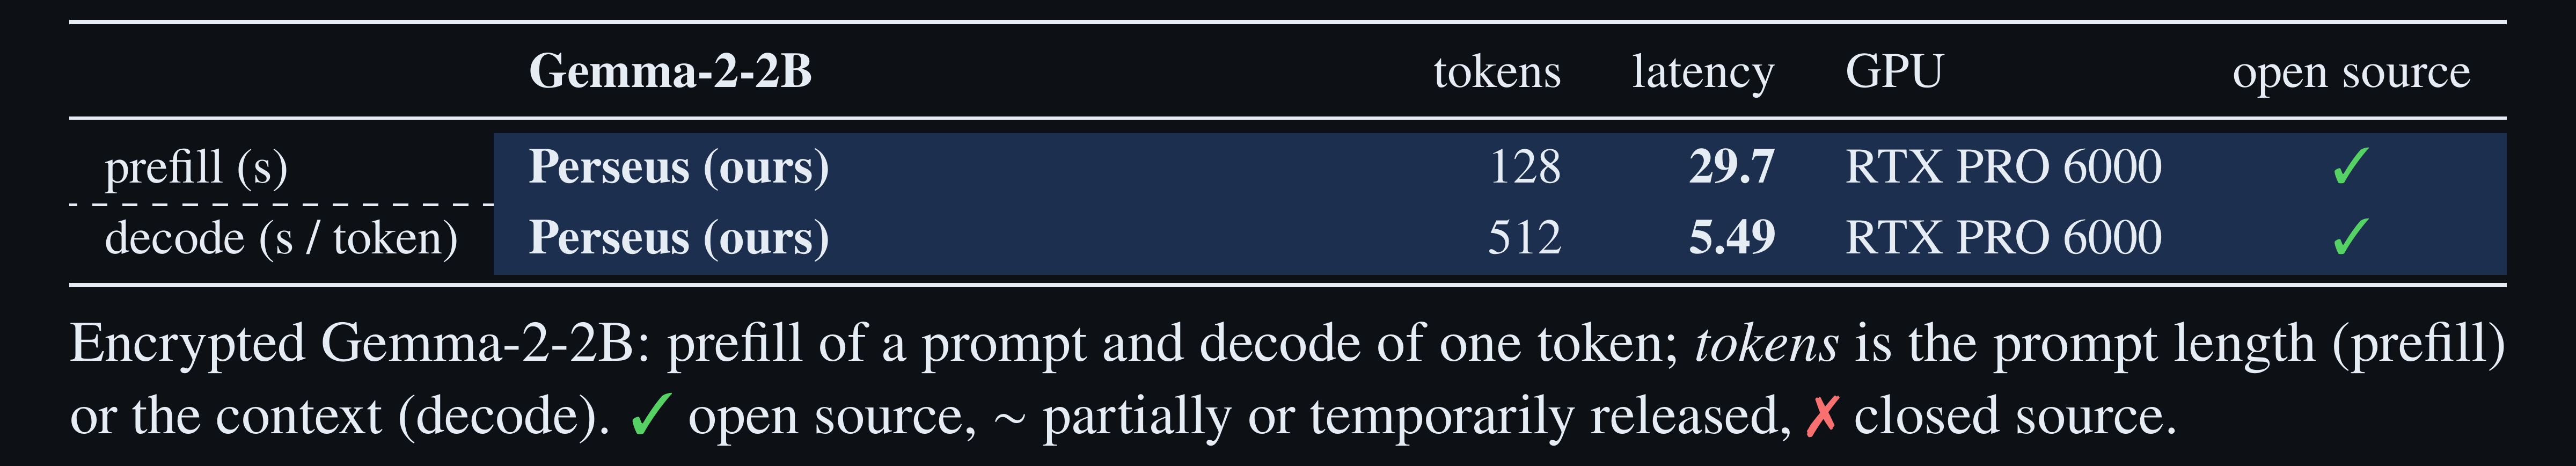 Gemma-2-2B tokens latency GPU open source
prefill (s) Perseus (ours) 128 29.7 RTX PRO 6000 ✓
decode (s / token) Perseus (ours) 512 5.49 RTX PRO 6000 ✓
Encrypted Gemma-2-2B: prefill of a prompt and decode of one token; tokens is the prompt length (prefill)
or the context (decode). ✓ open source, ~ partially or temporarily released, ✗ closed source.